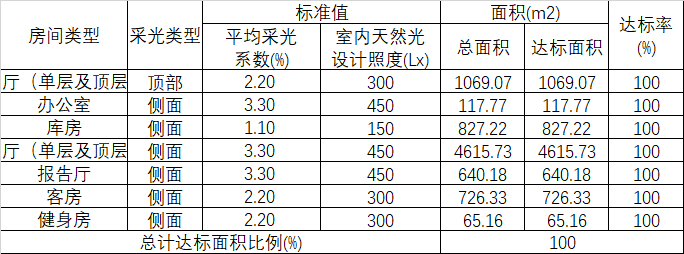 房间类型 采光类型 标准值 面积(m2) 达标率(%)
平均采光系数(%) 室内天然光设计照度(Lx) 总面积 达标面积
厅（单层及顶层 顶部 2.20 300 1069.07 1069.07 100
办公室 侧面 3.30 450 117.77 117.77 100
库房 侧面 1.10 150 827.22 827.22 100
厅（单层及顶层 侧面 3.30 450 4615.73 4615.73 100
报告厅 侧面 3.30 450 640.18 640.18 100
客房 侧面 2.20 300 726.33 726.33 100
健身房 侧面 2.20 300 65.16 65.16 100
总计达标面积比例(%) 100